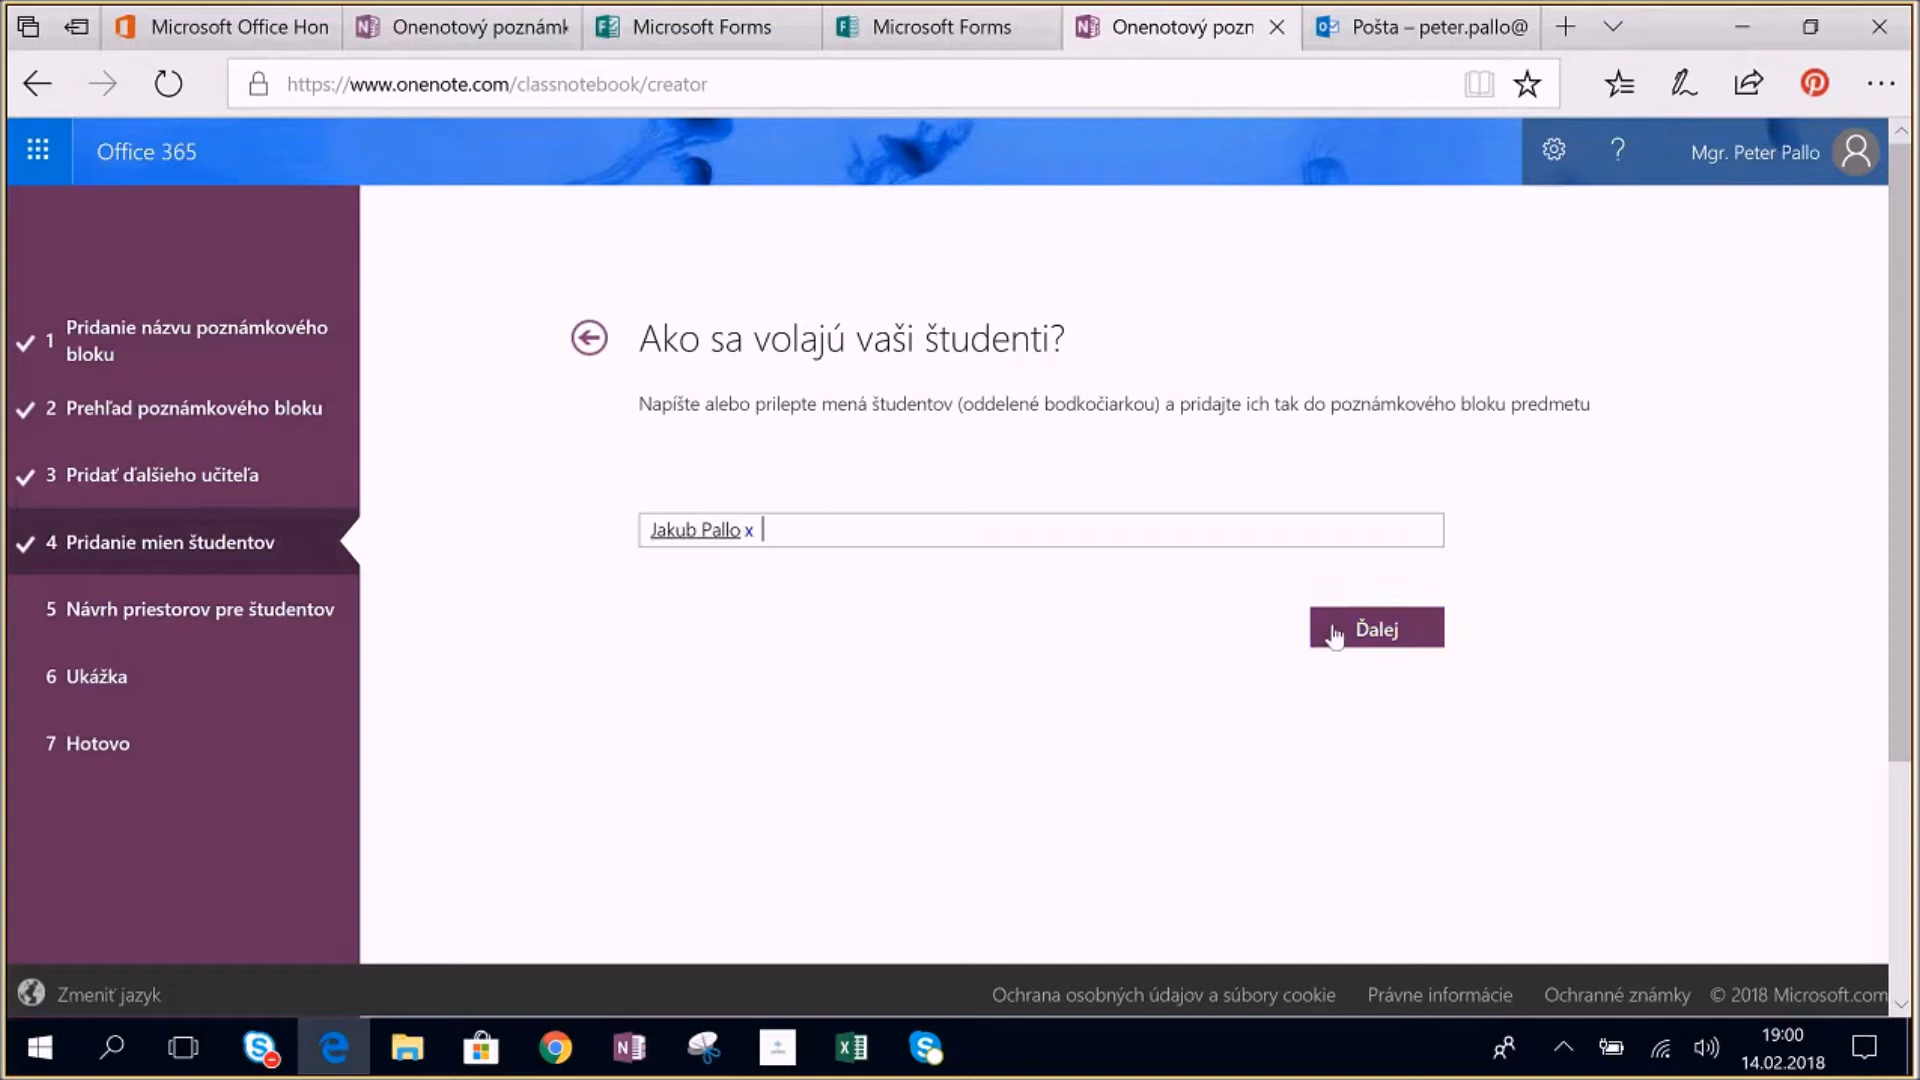 Microsoft Office Hon
Onenotový poznámk
Microsoft Forms
Microsoft Forms
Onenotový pozn
Pošta – peter.pallo@
https://www.onenote.com/classnotebook/creator
Office 365
Mgr. Peter Pallo
1 Pridanie názvu poznámkového
bloku
2 Prehľad poznámkového bloku
3 Pridať ďalšieho učiteľa
4 Pridanie mien študentov
5 Návrh priestorov pre študentov
6 Ukážka
7 Hotovo
Ako sa volajú vaši študenti?
Napíšte alebo prilepte mená študentov (oddelené bodkočiarkou) a pridajte ich tak do poznámkového bloku predmetu
Jakub Pallo x
Ďalej
Zmeniť jazyk
Ochrana osobných údajov a súbory cookie
Právne informácie
Ochranné známky
© 2018 Microsoft.com
19:00
14.02.2018